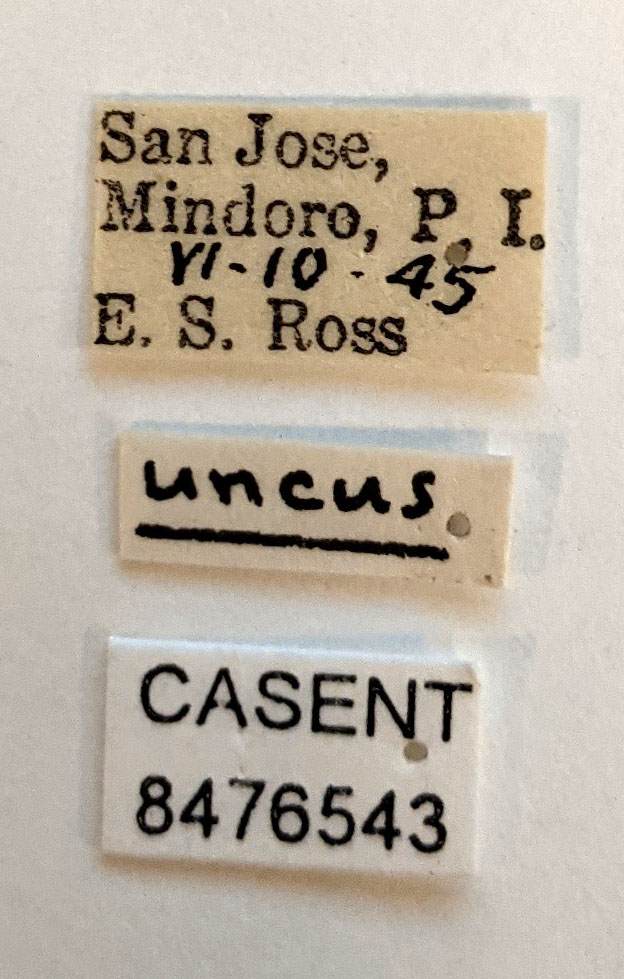 San Jose,
Mindoro, P. I.
VI-10-45
E. S. Ross
uncus
CASENT
8476543